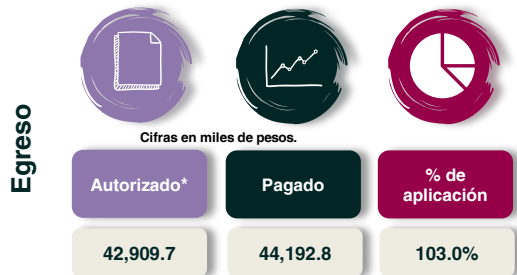 Egreso
Cifras en miles de pesos.
Autorizado*
Pagado
% de
aplicación
42,909.7
44,192.8
103.0%